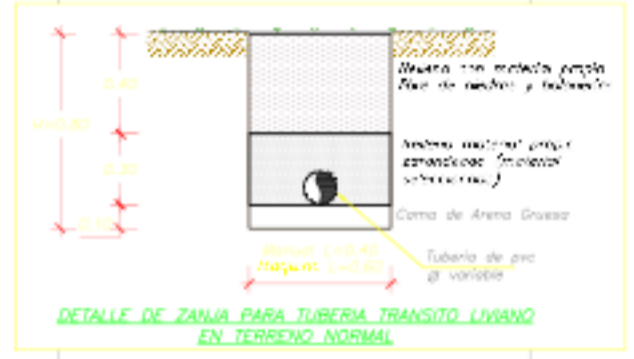 Relleno con material propio
libre de piedras y
0.40
H=0.80
Relleno material propio
(material
seleccionado)
0.30
Cama de Arena Gruesa
0.10
Manual L=0.40
Maquina L=0.60
Tuberia de pvc
Ø variable
DETALLE DE ZANJA PARA TUBERIA TRANSITO LIVIANO
EN TERRENO NORMAL